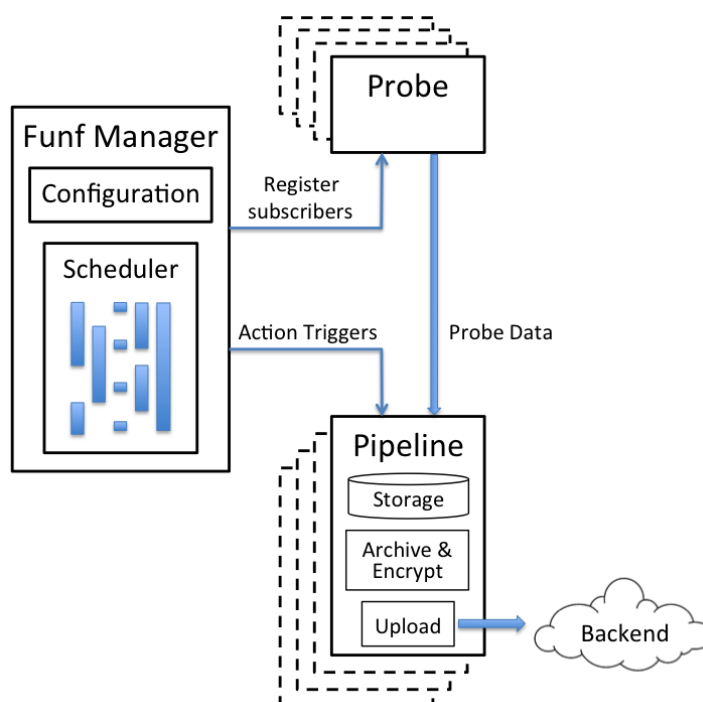 Probe
Funf Manager
Configuration
Register
subscribers
Scheduler
Action Triggers
Probe Data
Pipeline
Storage
Archive &
Encrypt
Upload
Backend